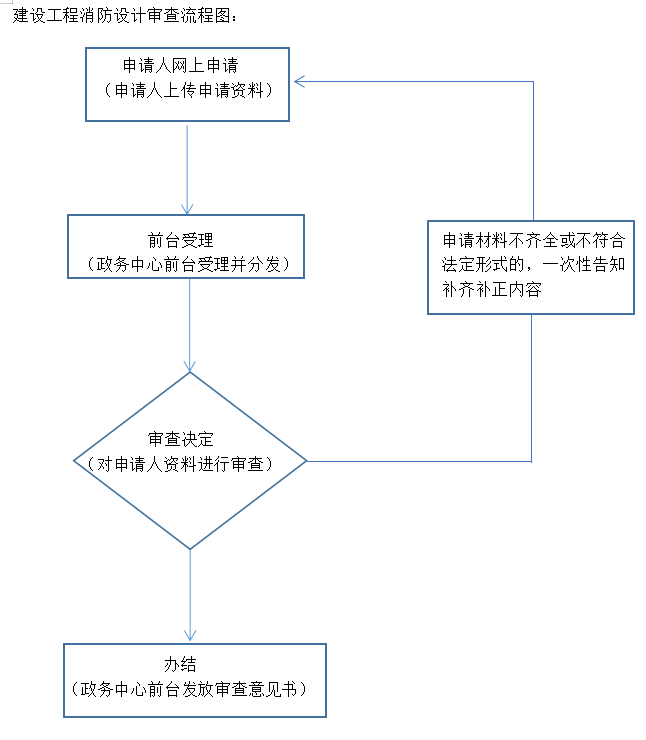 建设工程消防设计审查流程图：
申请人网上申请
（申请人上传申请资料）
前台受理
（政务中心前台受理并分发）
申请材料不齐全或不符合
法定形式的，一次性告知
补齐补正内容
审查决定
（对申请人资料进行审查）
办结
（政务中心前台发放审查意见书）